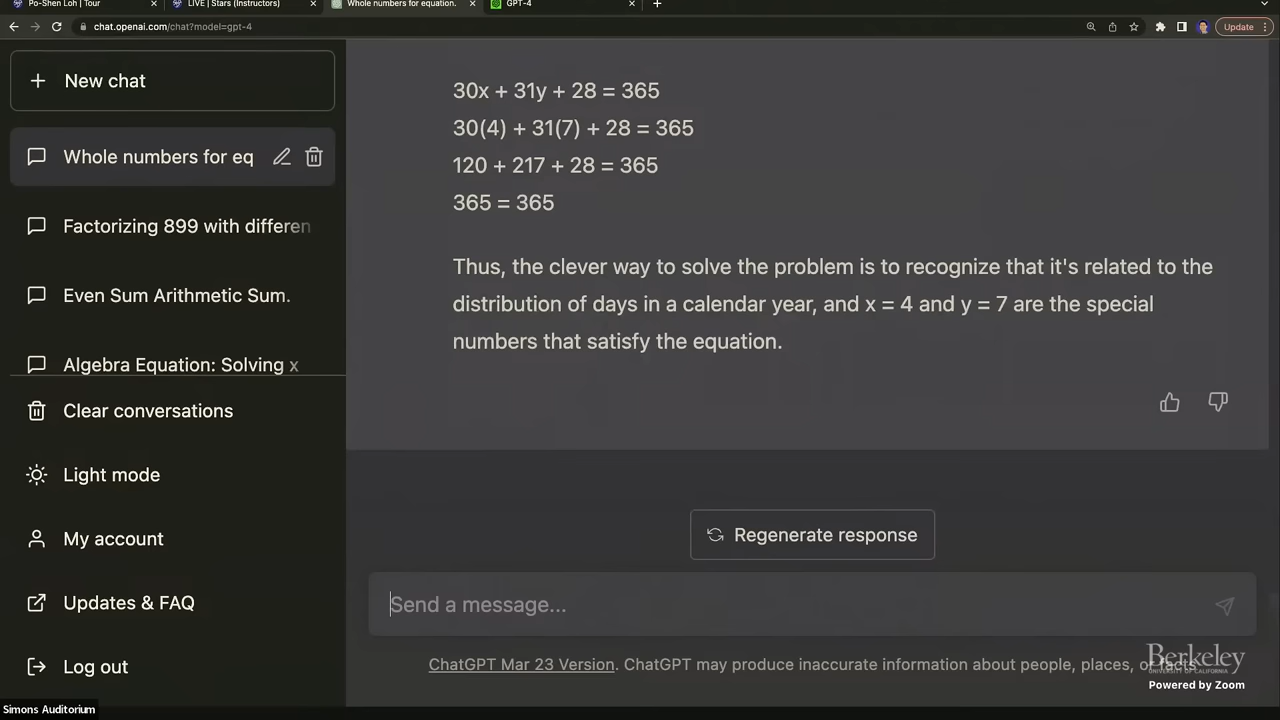 Po-Shen Loh | Tour
LIVE | Stars (Instructors)
Whole numbers for equation.
GPT-4
chat.openai.com/chat?model=gpt-4
Update
New chat
Whole numbers for eq
Factorizing 899 with differen
Even Sum Arithmetic Sum.
Algebra Equation: Solving x
Clear conversations
Light mode
My account
Updates & FAQ
Log out
30x + 31y + 28 = 365
30(4) + 31(7) + 28 = 365
120 + 217 + 28 = 365
365 = 365
Thus, the clever way to solve the problem is to recognize that it's related to the
distribution of days in a calendar year, and x = 4 and y = 7 are the special
numbers that satisfy the equation.
Regenerate response
Send a message...
ChatGPT Mar 23 Version. ChatGPT may produce inaccurate information about people, places, or facts
Berkeley
UNIVERSITY OF CALIFORNIA
Powered by Zoom
Simons Auditorium